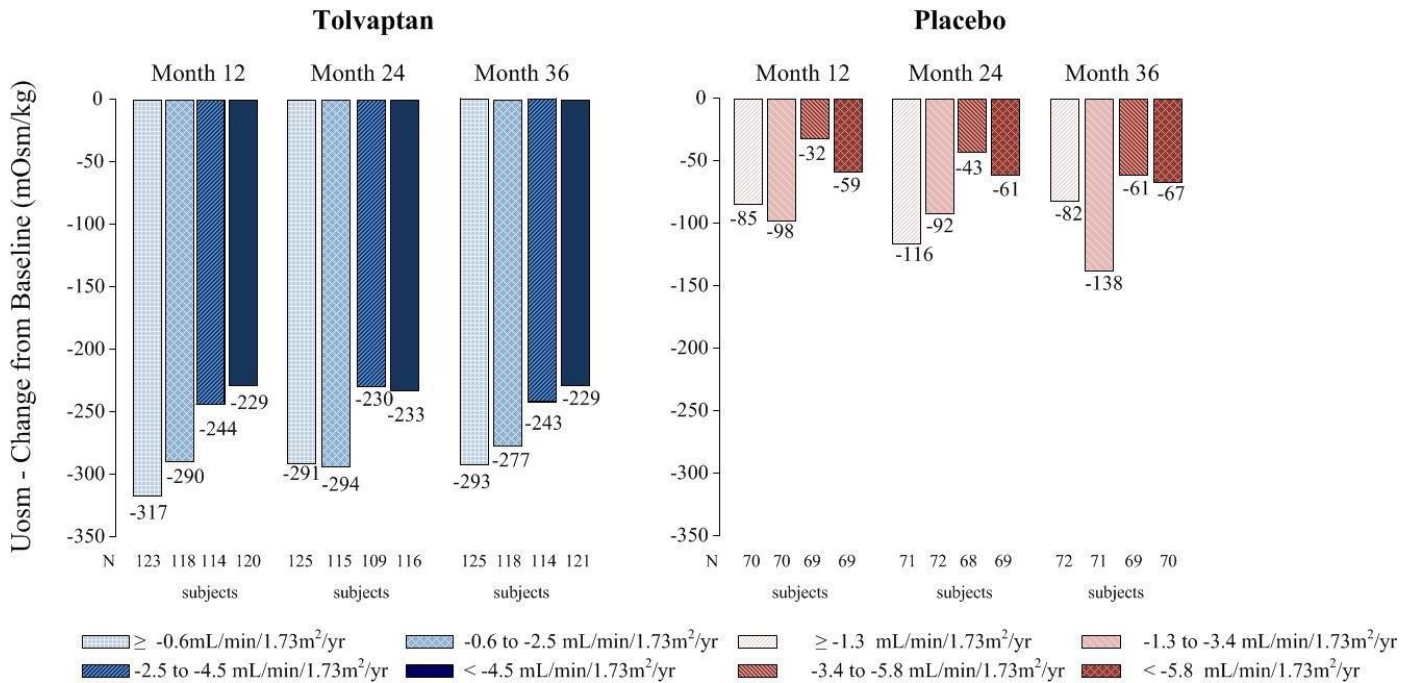 Tolvaptan
Placebo
Month 12 Month 24 Month 36
Month 12 Month 24 Month 36
Uosm - Change from Baseline (mOsm/kg)
0
-50
-100
-150
-200
-250
-300
-350
-317 -290 -244 -229
-291 -294 -230 -233
-293 -277 -243 -229
0
-50
-100
-150
-200
-250
-300
-350
-85 -98 -32 -59
-116 -92 -43 -61
-82 -138 -61 -67
N 123 118 114 120 125 115 109 116 125 118 114 121
subjects subjects subjects
N 70 70 69 69 71 72 68 69 72 71 69 70
subjects subjects subjects
≥ -0.6mL/min/1.73m²/yr -0.6 to -2.5 mL/min/1.73m²/yr ≥ -1.3 mL/min/1.73m²/yr -1.3 to -3.4 mL/min/1.73m²/yr
-2.5 to -4.5 mL/min/1.73m²/yr < -4.5 mL/min/1.73m²/yr -3.4 to -5.8 mL/min/1.73m²/yr < -5.8 mL/min/1.73m²/yr